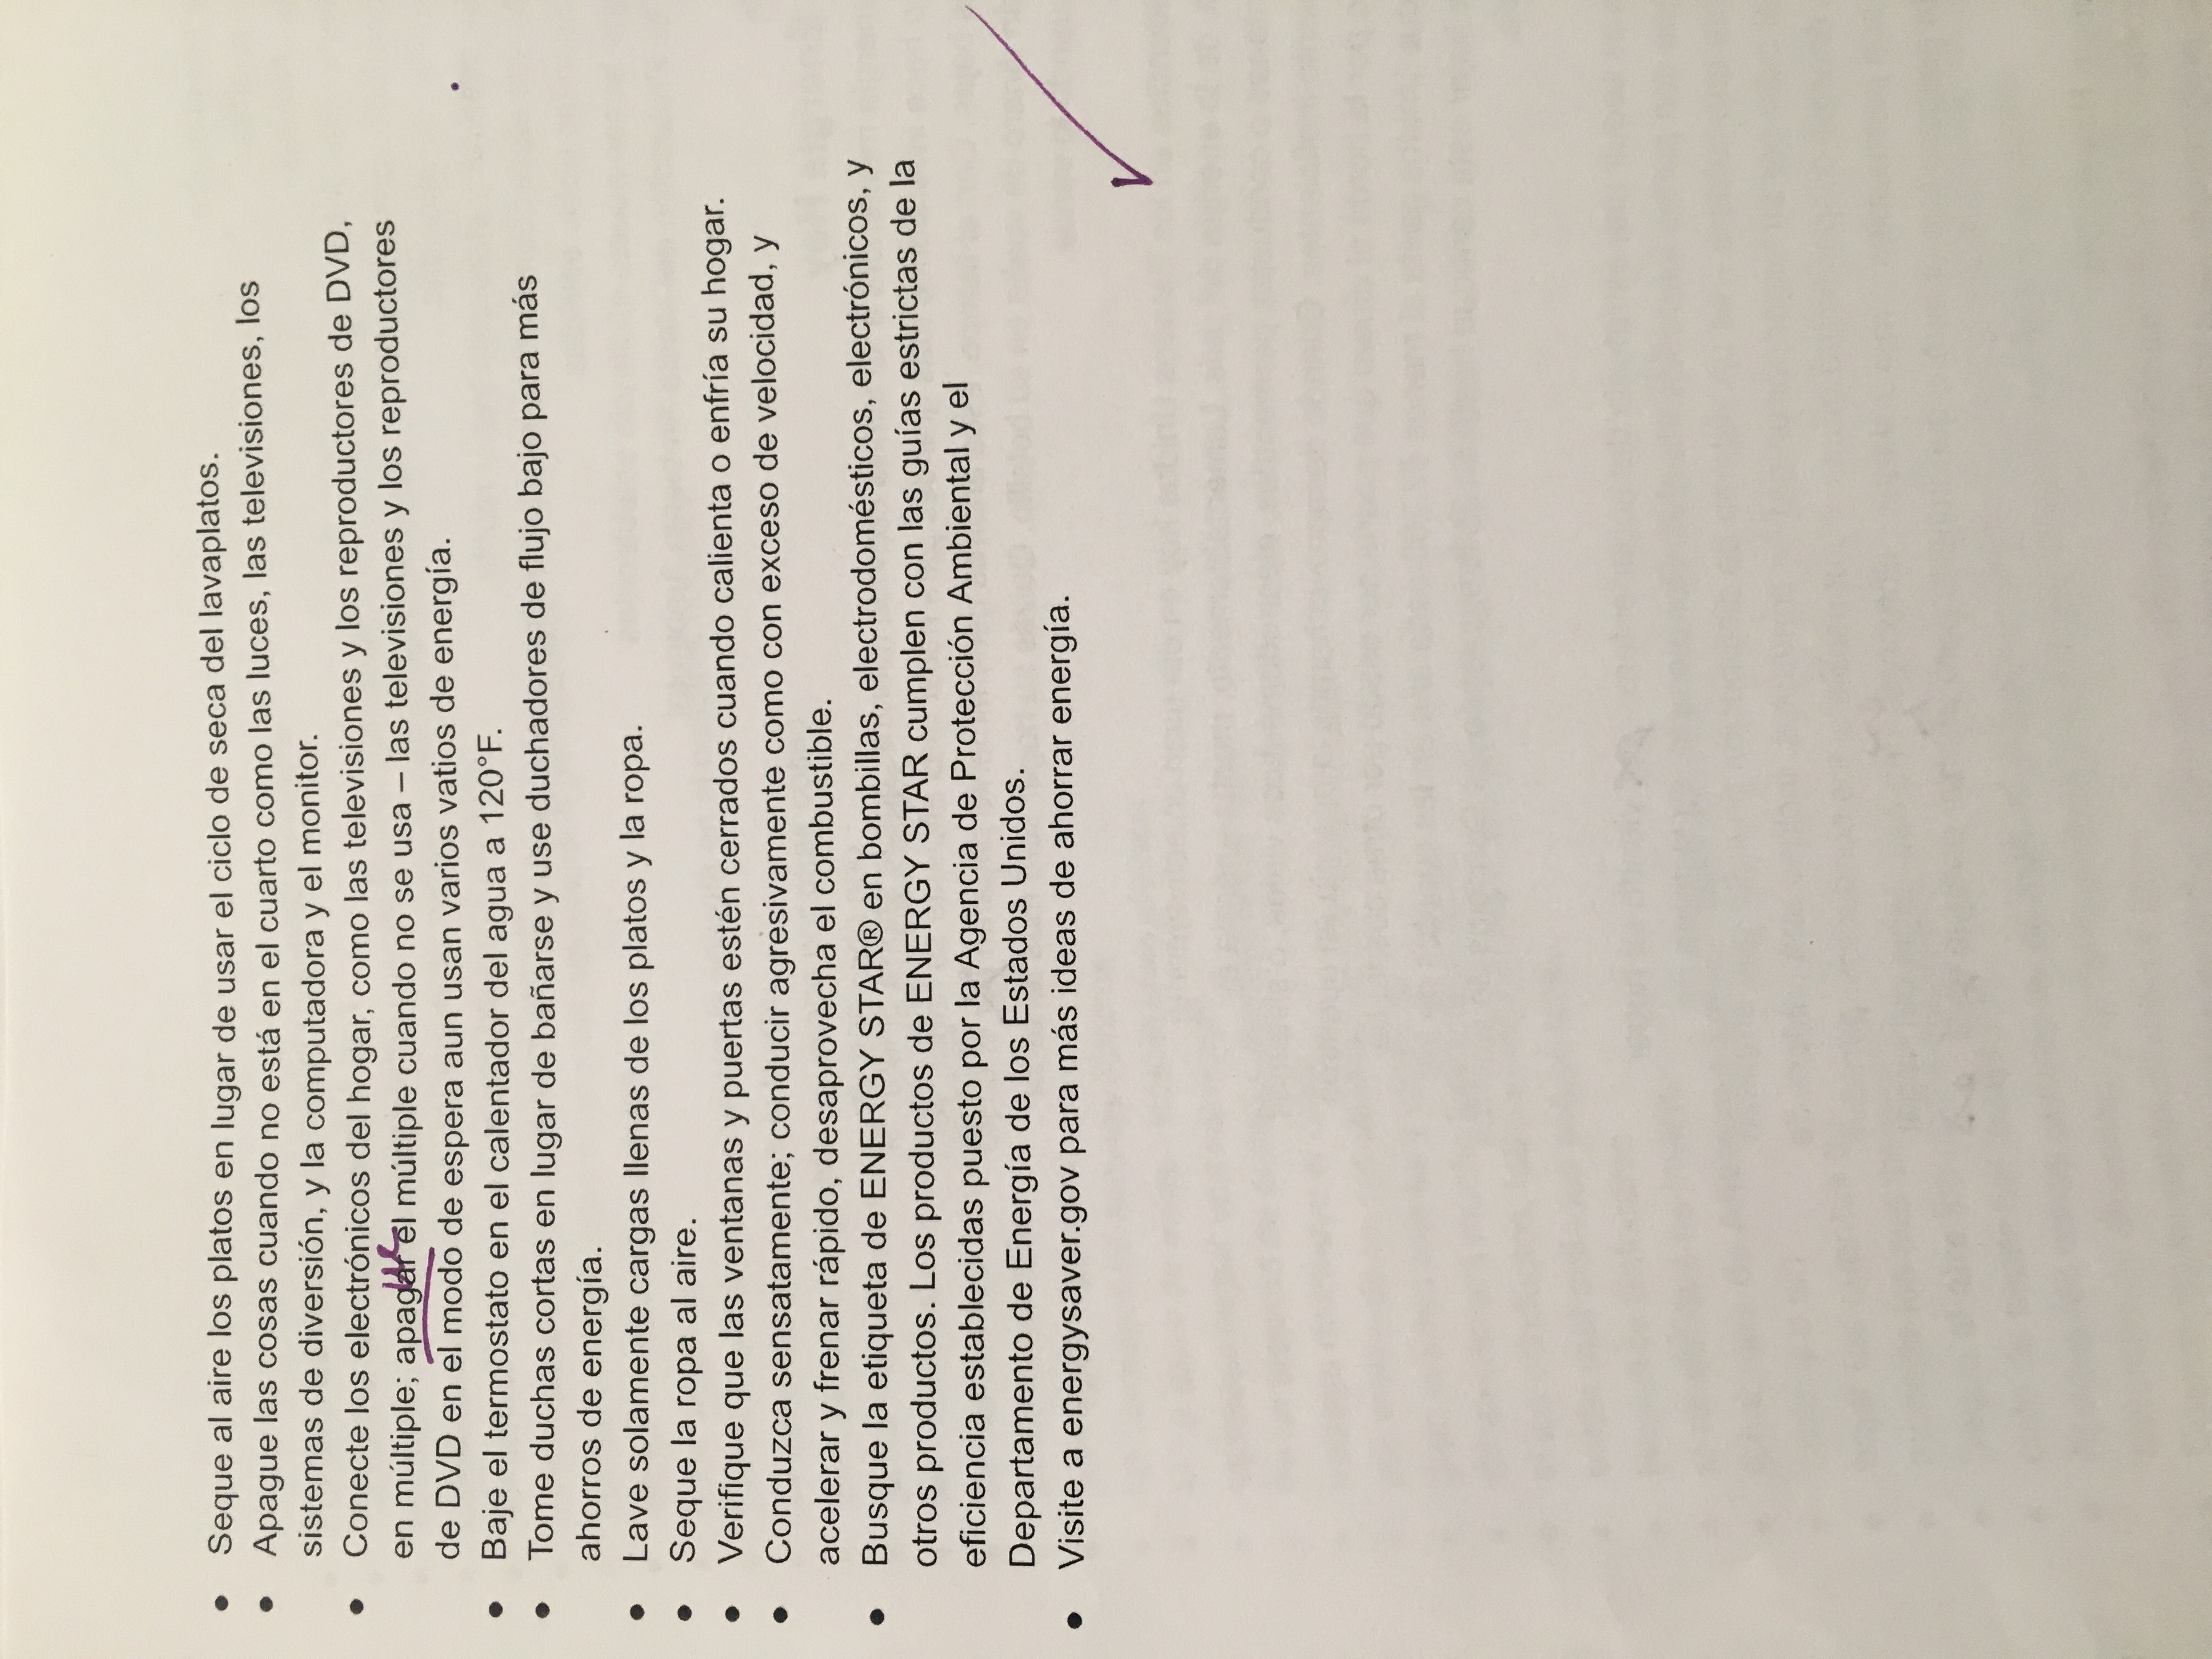 • Seque al aire los platos en lugar de usar el ciclo de seca del lavaplatos.
• Apague las cosas cuando no está en el cuarto como las luces, las televisiones, los
sistemas de diversión, y la computadora y el monitor.
• Conecte los electrónicos del hogar, como las televisiones y los reproductores de DVD,
ue
en múltiple; apagar el múltiple cuando no se usa – las televisiones y los reproductores
de DVD en el modo de espera aun usan varios vatios de energía.
• Baje el termostato en el calentador del agua a 120°F.
• Tome duchas cortas en lugar de bañarse y use duchadores de flujo bajo para más
ahorros de energía.
• Lave solamente cargas llenas de los platos y la ropa.
• Seque la ropa al aire.
• Verifique que las ventanas y puertas estén cerrados cuando calienta o enfría su hogar.
• Conduzca sensatamente; conducir agresivamente como con exceso de velocidad, y
acelerar y frenar rápido, desaprovecha el combustible.
• Busque la etiqueta de ENERGY STAR® en bombillas, electrodomésticos, electrónicos, y
otros productos. Los productos de ENERGY STAR cumplen con las guías estrictas de la
eficiencia establecidas puesto por la Agencia de Protección Ambiental y el
Departamento de Energía de los Estados Unidos.
• Visite a energysaver.gov para más ideas de ahorrar energía.